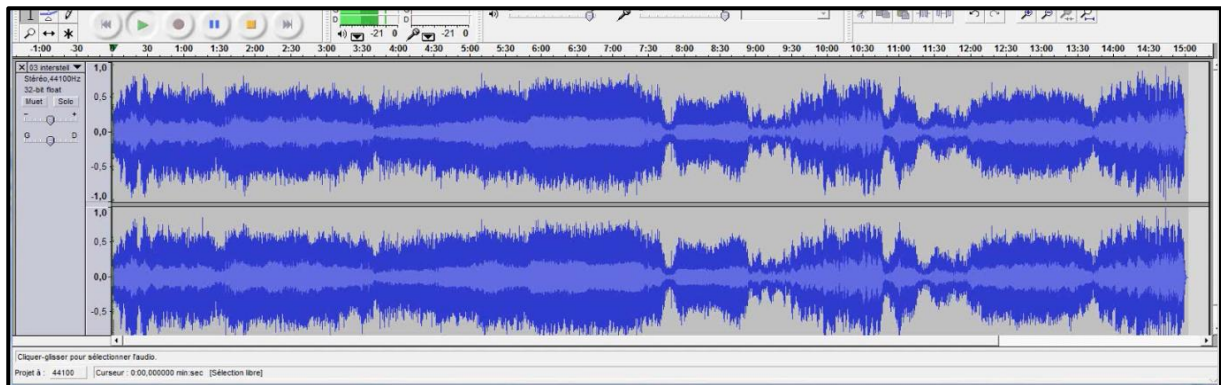 G
D
-21 0
-21 0
-1:00 -30 30 1:00 1:30 2:00 2:30 3:00 3:30 4:00 4:30 5:00 5:30 6:00 6:30 7:00 7:30 8:00 8:30 9:00 9:30 10:00 10:30 11:00 11:30 12:00 12:30 13:00 13:30 14:00 14:30 15:00
03 interstell
Stéréo,44100Hz
32-bit float
Muet Solo
- +
G D
1,0
0,5
0,0
-0,5
-1,0
1,0
0,5
0,0
-0,5
Cliquer-glisser pour sélectionner l'audio.
Projet à : 44100 Curseur : 0:00,000000 min:sec [Sélection libre]